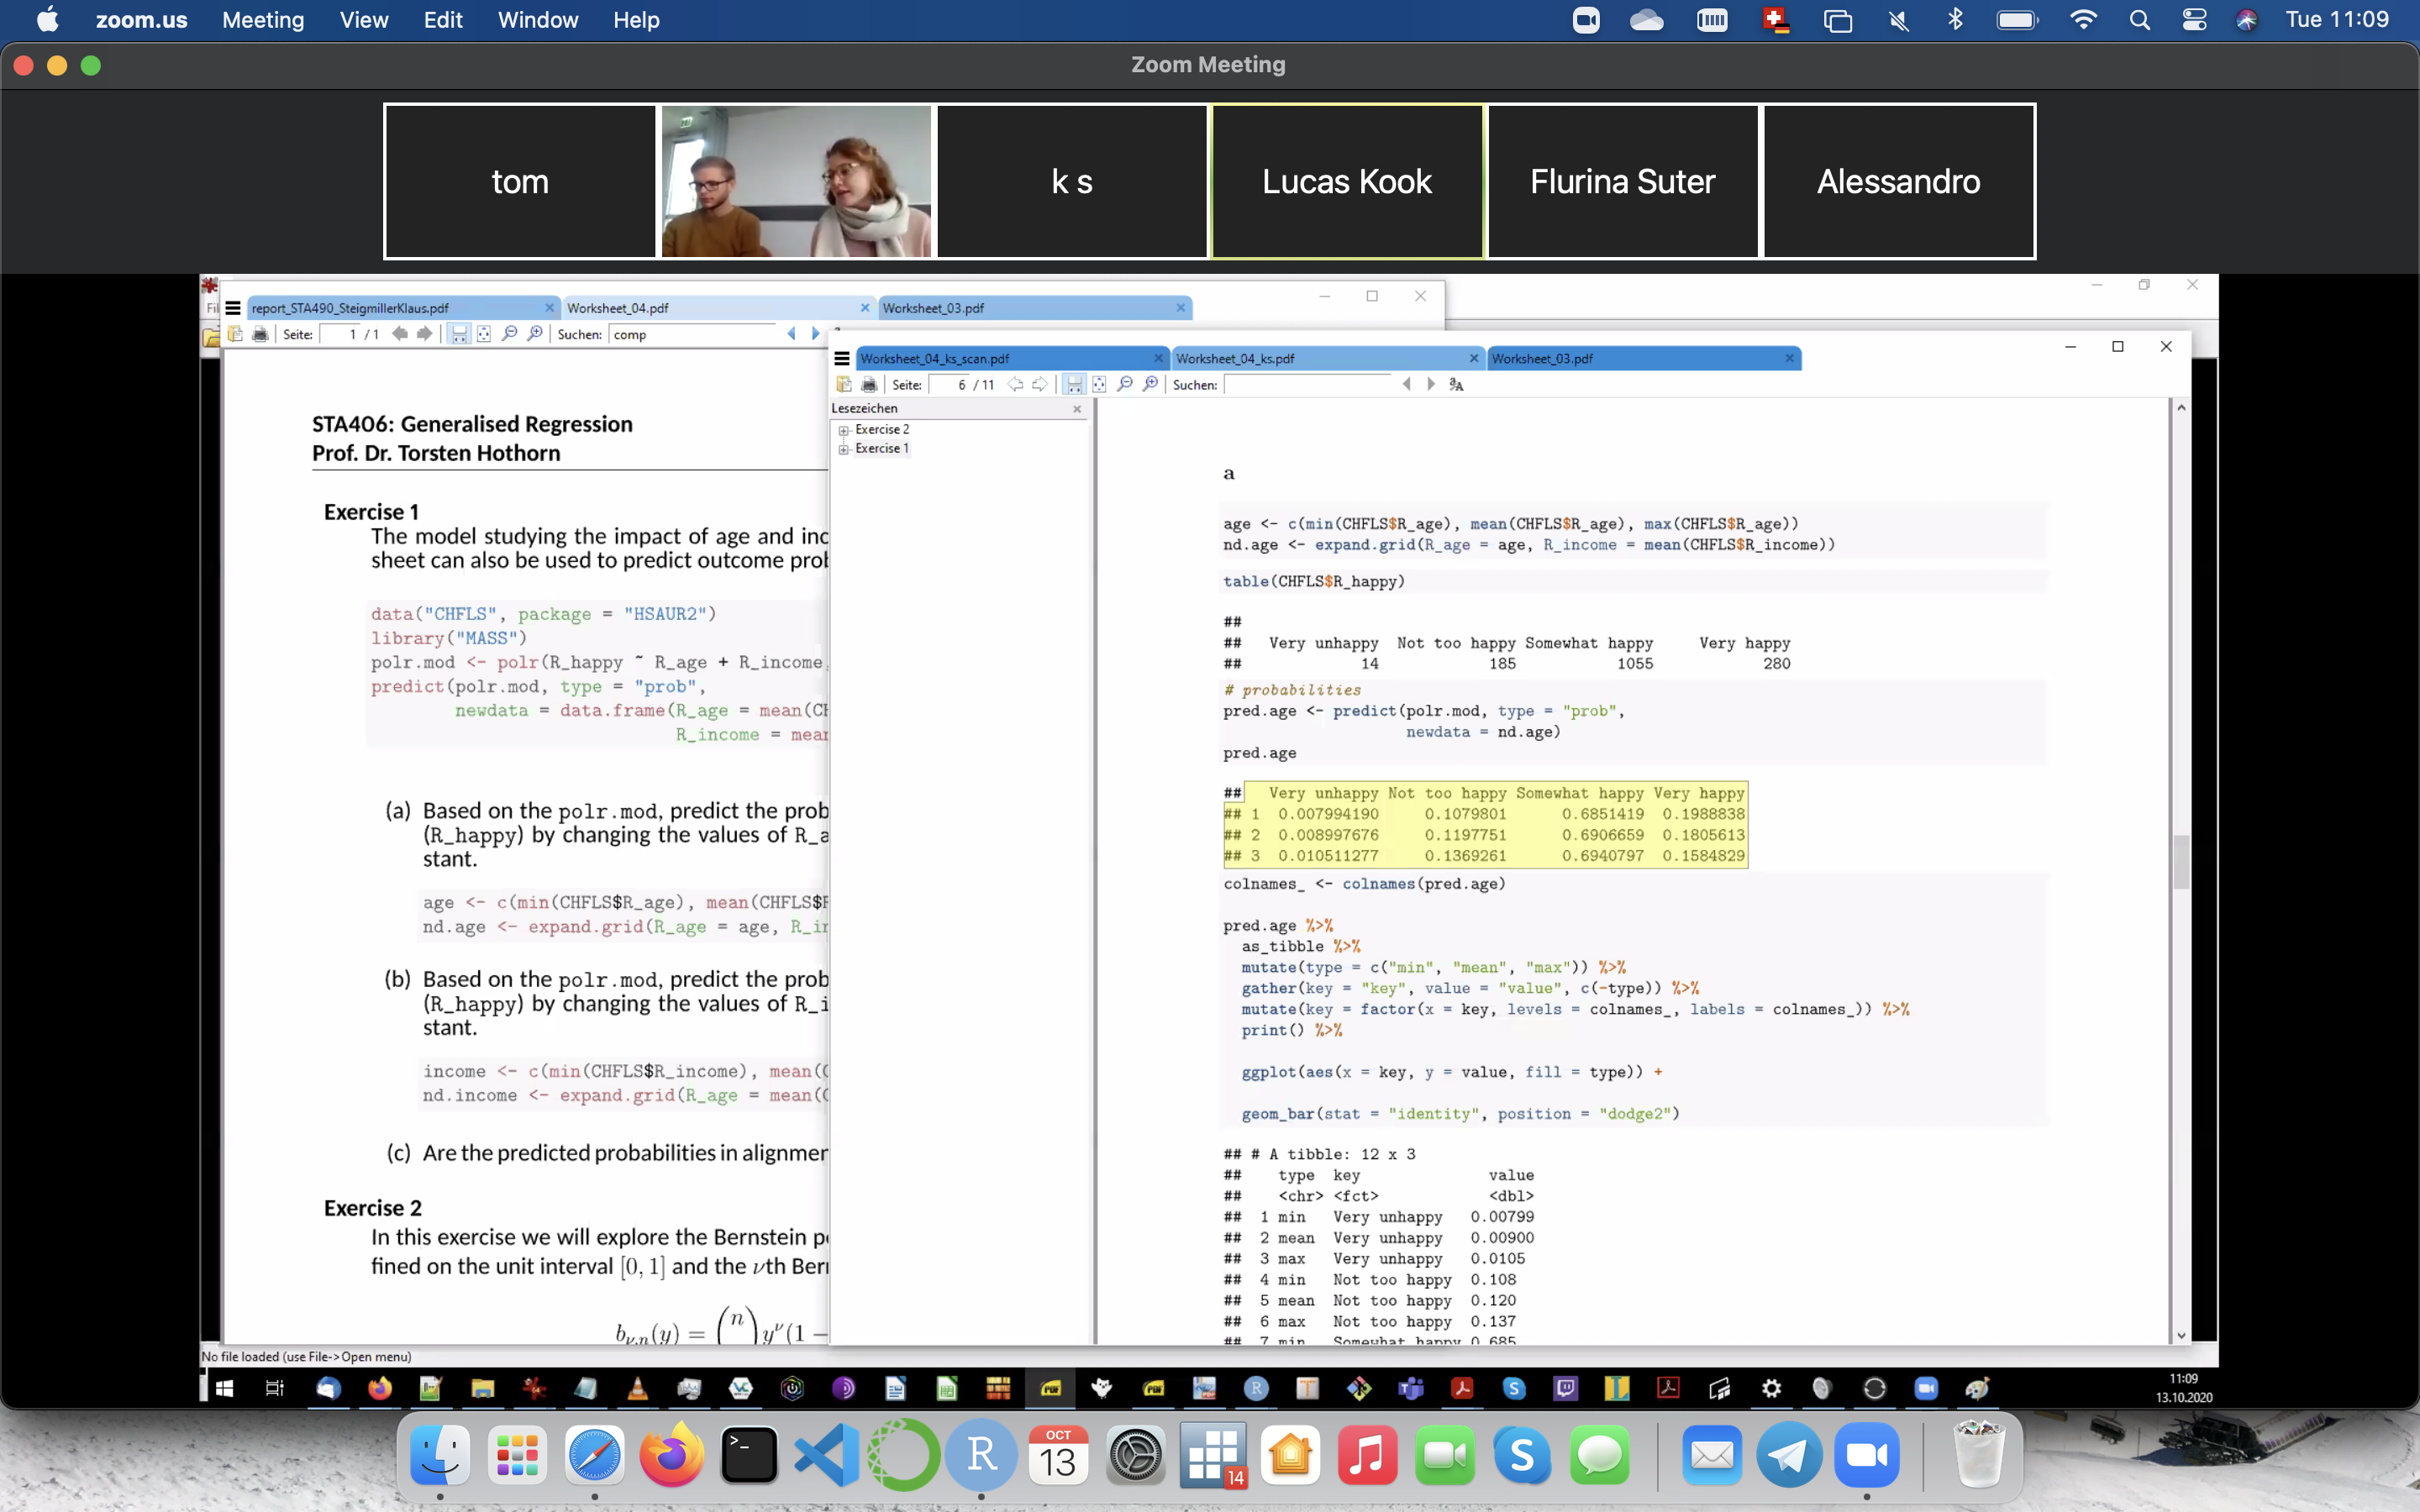 zoom.us Meeting View Edit Window Help Tue 11:09
Zoom Meeting
tom
k s
Lucas Kook
Flurina Suter
Alessandro
report_STA490_SteigmillerKlaus.pdf Worksheet_04.pdf Worksheet_03.pdf
Seite: 1 / 1 Suchen: comp
STA406: Generalised Regression
Prof. Dr. Torsten Hothorn
Exercise 1
The model studying the impact of age and inc
sheet can also be used to predict outcome prob
data("CHFLS", package = "HSAUR2")
library("MASS")
polr.mod <- polr(R_happy ~ R_age + R_income,
predict(polr.mod, type = "prob",
newdata = data.frame(R_age = mean(CH
R_income = mean
(a) Based on the polr.mod, predict the prob
(R_happy) by changing the values of R_a
stant.
age <- c(min(CHFLS$R_age), mean(CHFLS$R
nd.age <- expand.grid(R_age = age, R_in
(b) Based on the polr.mod, predict the prob
(R_happy) by changing the values of R_i
stant.
income <- c(min(CHFLS$R_income), mean(C
nd.income <- expand.grid(R_age = mean(C
(c) Are the predicted probabilities in alignmen
Exercise 2
In this exercise we will explore the Bernstein po
fined on the unit interval [0, 1] and the νth Bern
b_{ν,n}(y) = \binom{n}{ν} y^ν(1 −
No file loaded (use File->Open menu)
Worksheet_04_ks_scan.pdf Worksheet_04_ks.pdf Worksheet_03.pdf
Seite: 6 / 11 Suchen:
Lesezeichen
Exercise 2
Exercise 1
a
age <- c(min(CHFLS$R_age), mean(CHFLS$R_age), max(CHFLS$R_age))
nd.age <- expand.grid(R_age = age, R_income = mean(CHFLS$R_income))
table(CHFLS$R_happy)
##
## Very unhappy Not too happy Somewhat happy Very happy
## 14 185 1055 280
# probabilities
pred.age <- predict(polr.mod, type = "prob",
newdata = nd.age)
pred.age
## Very unhappy Not too happy Somewhat happy Very happy
## 1 0.007994190 0.1079801 0.6851419 0.1988838
## 2 0.008997676 0.1197751 0.6906659 0.1805613
## 3 0.010511277 0.1369261 0.6940797 0.1584829
colnames_ <- colnames(pred.age)
pred.age %>%
as_tibble %>%
mutate(type = c("min", "mean", "max")) %>%
gather(key = "key", value = "value", c(-type)) %>%
mutate(key = factor(x = key, levels = colnames_, labels = colnames_)) %>%
print() %>%
ggplot(aes(x = key, y = value, fill = type)) +
geom_bar(stat = "identity", position = "dodge2")
## # A tibble: 12 x 3
## type key value
## <chr> <fct> <dbl>
## 1 min Very unhappy 0.00799
## 2 mean Very unhappy 0.00900
## 3 max Very unhappy 0.0105
## 4 min Not too happy 0.108
## 5 mean Not too happy 0.120
## 6 max Not too happy 0.137
## 7 min Somewhat happy 0.685
11:09
13.10.2020
OCT
13
14